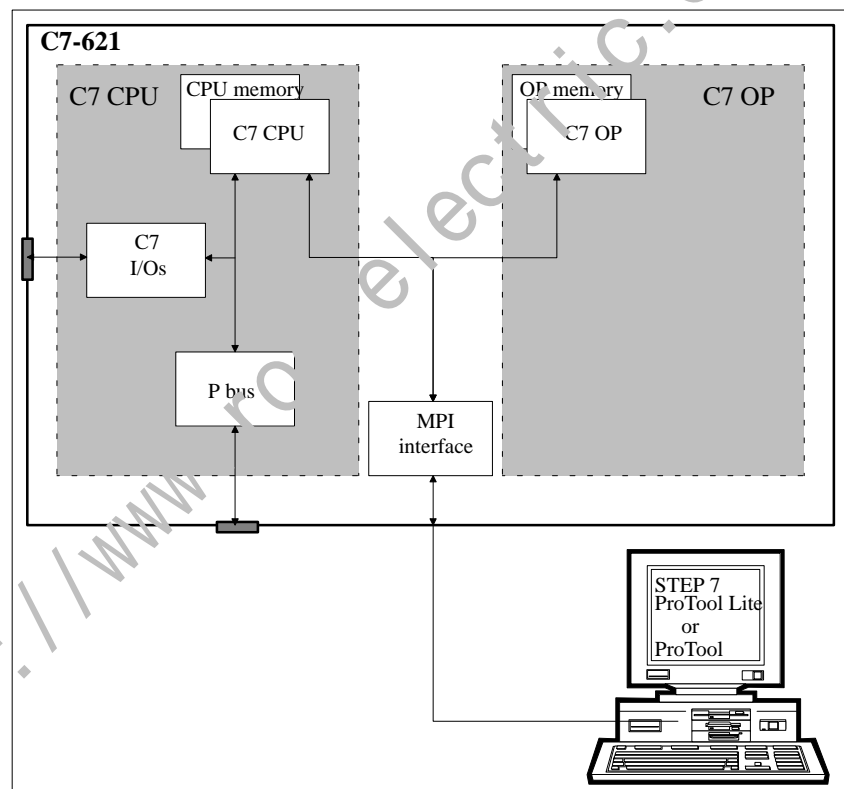 C7-621
C7 CPU
CPU memory
C7 CPU
OP memory
C7 OP
C7 OP
C7
I/Os
P bus
MPI
interface
STEP 7
ProTool Lite
or
ProTool